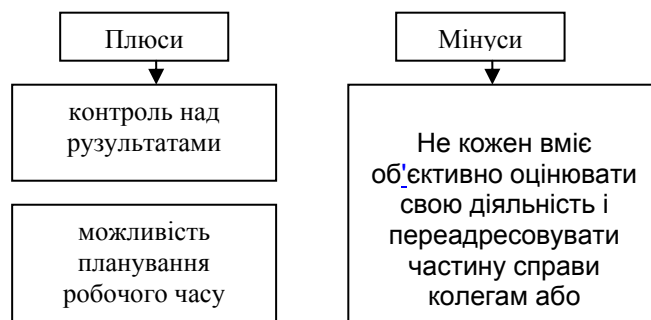 Плюси
контроль над
рузультатами
можливість
планування
робочого часу
Мінуси
Не кожен вміє
об'єктивно оцінювати
свою діяльність і
переадресовувати
частину справи
колегам або